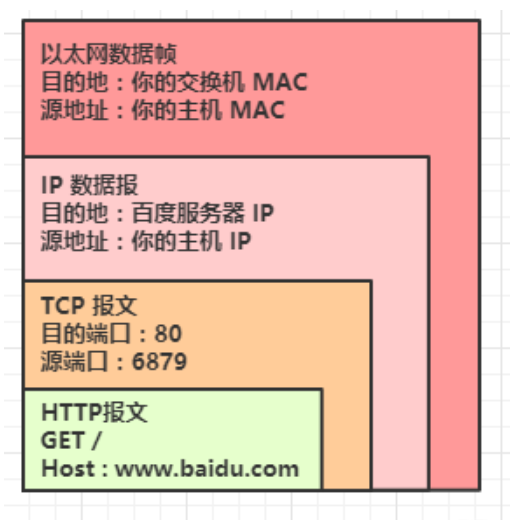 以太网数据帧
目的地：你的交换机 MAC
源地址：你的主机 MAC
IP 数据报
目的地：百度服务器 IP
源地址：你的主机 IP
TCP 报文
目的端口：80
源端口：6879
HTTP报文
GET /
Host : www.baidu.com